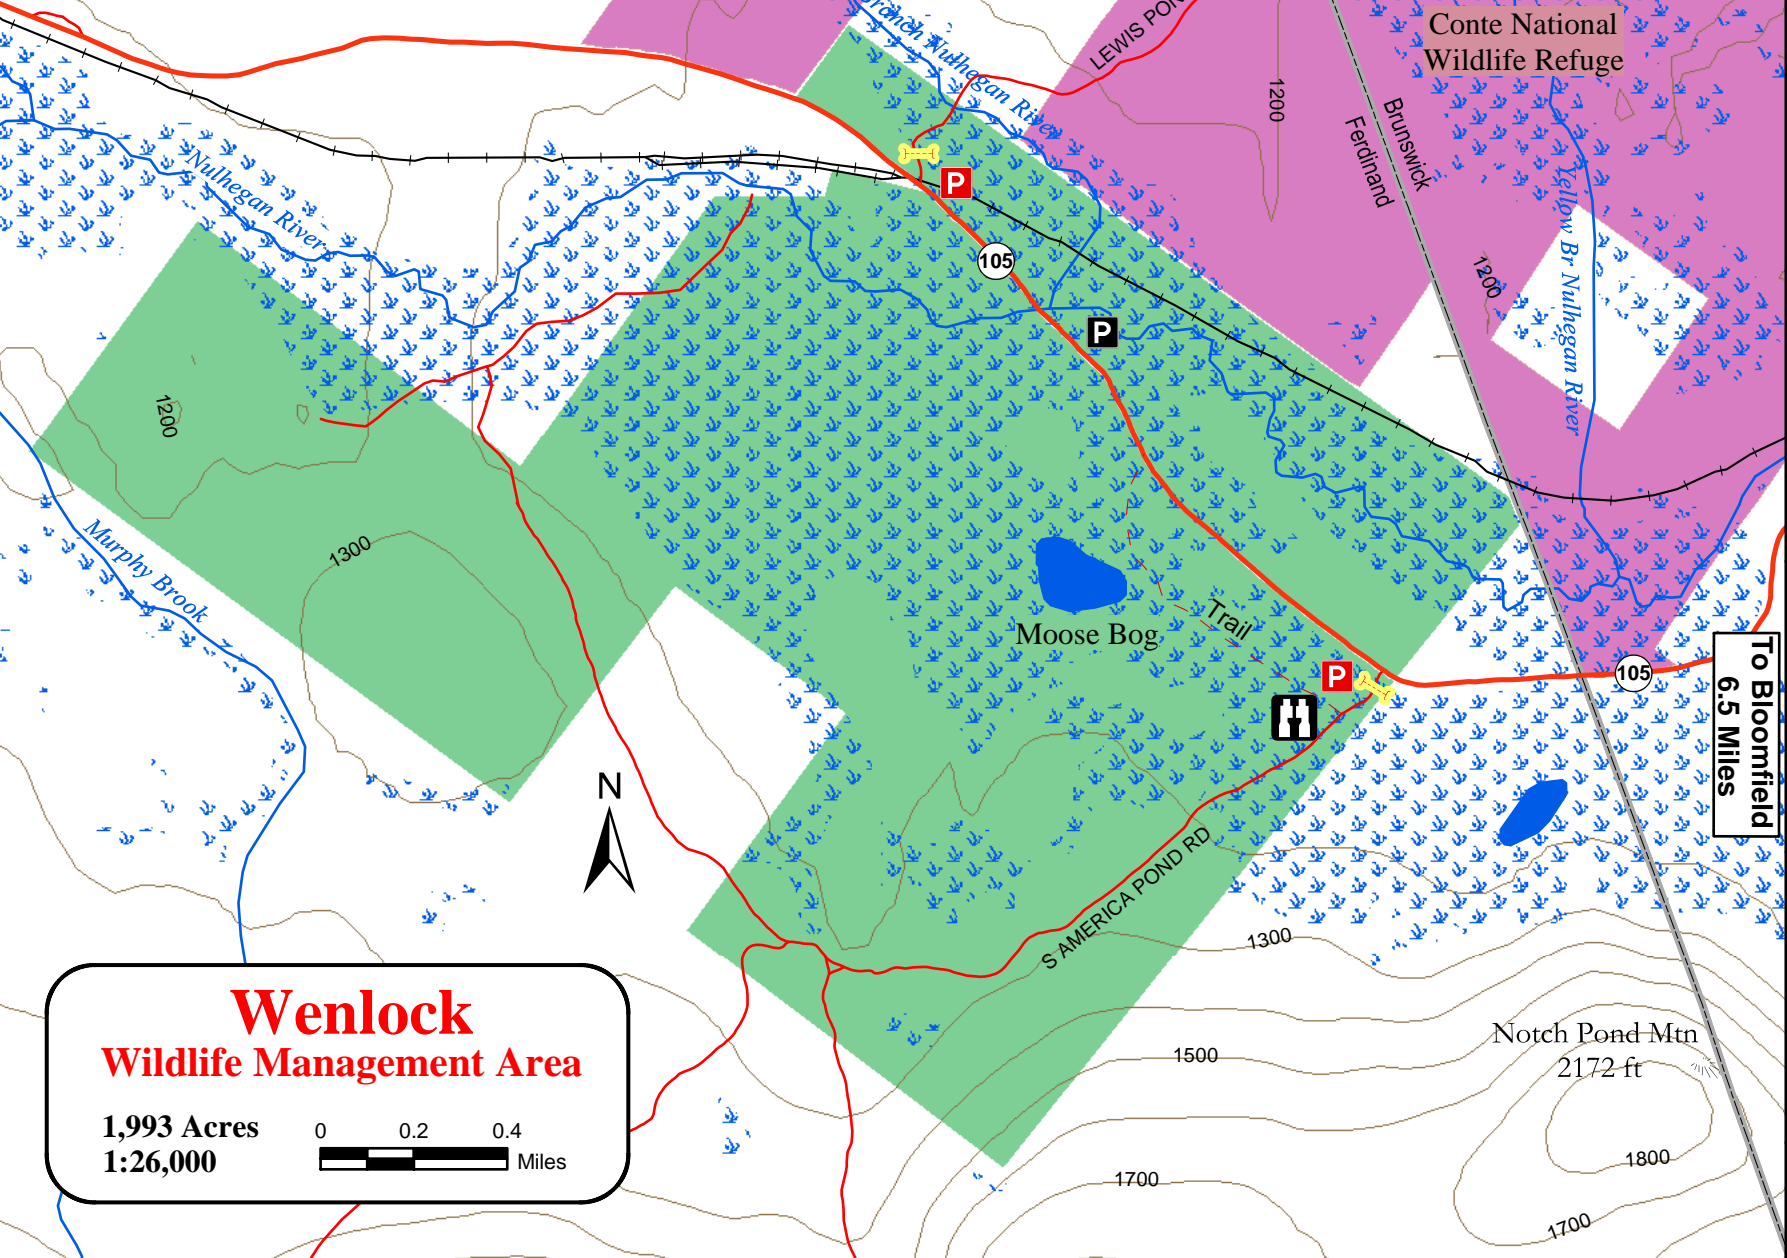 Conte National
Wildlife Refuge
LEWIS PON
Branch Nulhegan River
1200
Brunswick
Ferdinand
Nulhegan River
P
Yellow Br Nulhegan River
105
1200
P
1200
1300
Murphy Brook
Moose Bog
Trail
P
105
To Bloomfield
6.5 Miles
N
S AMERICA POND RD
1300
Wenlock
Wildlife Management Area
1,993 Acres
1:26,000
0 0.2 0.4
Miles
1500
Notch Pond Mtn
2172 ft
1800
1700
1700